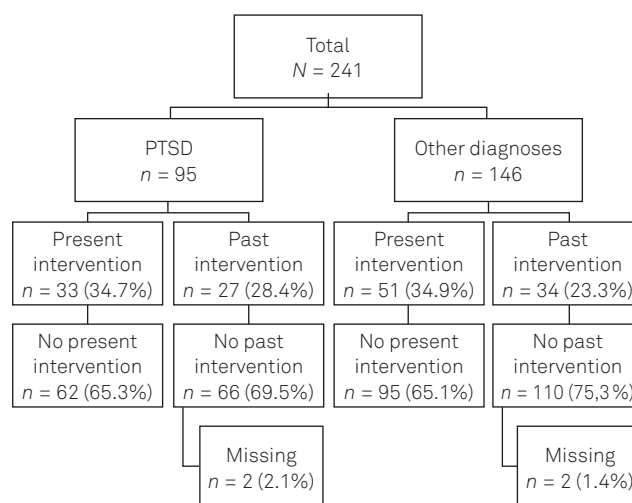 Total
N = 241
PTSD
n = 95
Other diagnoses
n = 146
Present
intervention
n = 33 (34.7%)
Past
intervention
n = 27 (28.4%)
Present
intervention
n = 51 (34.9%)
Past
intervention
n = 34 (23.3%)
No present
intervention
n = 62 (65.3%)
No past
intervention
n = 66 (69.5%)
No present
intervention
n = 95 (65.1%)
No past
intervention
n = 110 (75,3%)
Missing
n = 2 (2.1%)
Missing
n = 2 (1.4%)